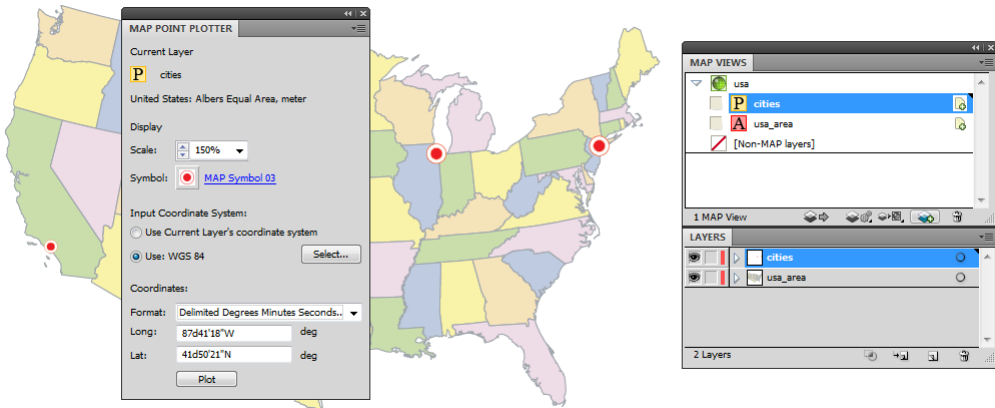 MAP POINT PLOTTER
Current Layer
P cities
United States: Albers Equal Area, meter
Display
Scale: 150%
Symbol: MAP Symbol 03
Input Coordinate System:
Use Current Layer's coordinate system
Use: WGS 84 Select...
Coordinates:
Format: Delimited Degrees Minutes Seconds..
Long: 87d41'18"W deg
Lat: 41d50'21"N deg
Plot
MAP VIEWS
usa
P cities
A usa_area
[Non-MAP layers]
1 MAP View
LAYERS
cities
usa_area
2 Layers